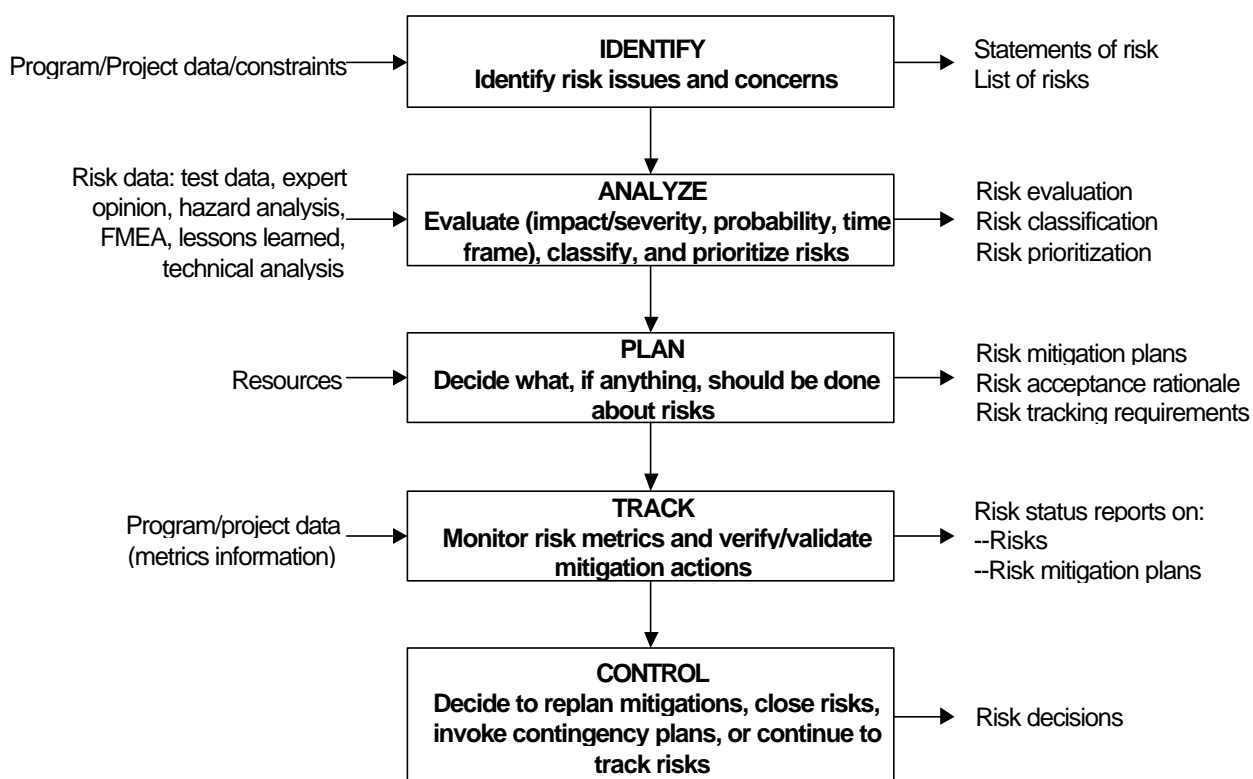 Program/Project data/constraints
IDENTIFY
Identify risk issues and concerns
Statements of risk
List of risks
Risk data: test data, expert
opinion, hazard analysis,
FMEA, lessons learned,
technical analysis
ANALYZE
Evaluate (impact/severity, probability, time
frame), classify, and prioritize risks
Risk evaluation
Risk classification
Risk prioritization
Resources
PLAN
Decide what, if anything, should be done
about risks
Risk mitigation plans
Risk acceptance rationale
Risk tracking requirements
Program/project data
(metrics information)
TRACK
Monitor risk metrics and verify/validate
mitigation actions
Risk status reports on:
--Risks
--Risk mitigation plans
CONTROL
Decide to replan mitigations, close risks,
invoke contingency plans, or continue to
track risks
Risk decisions